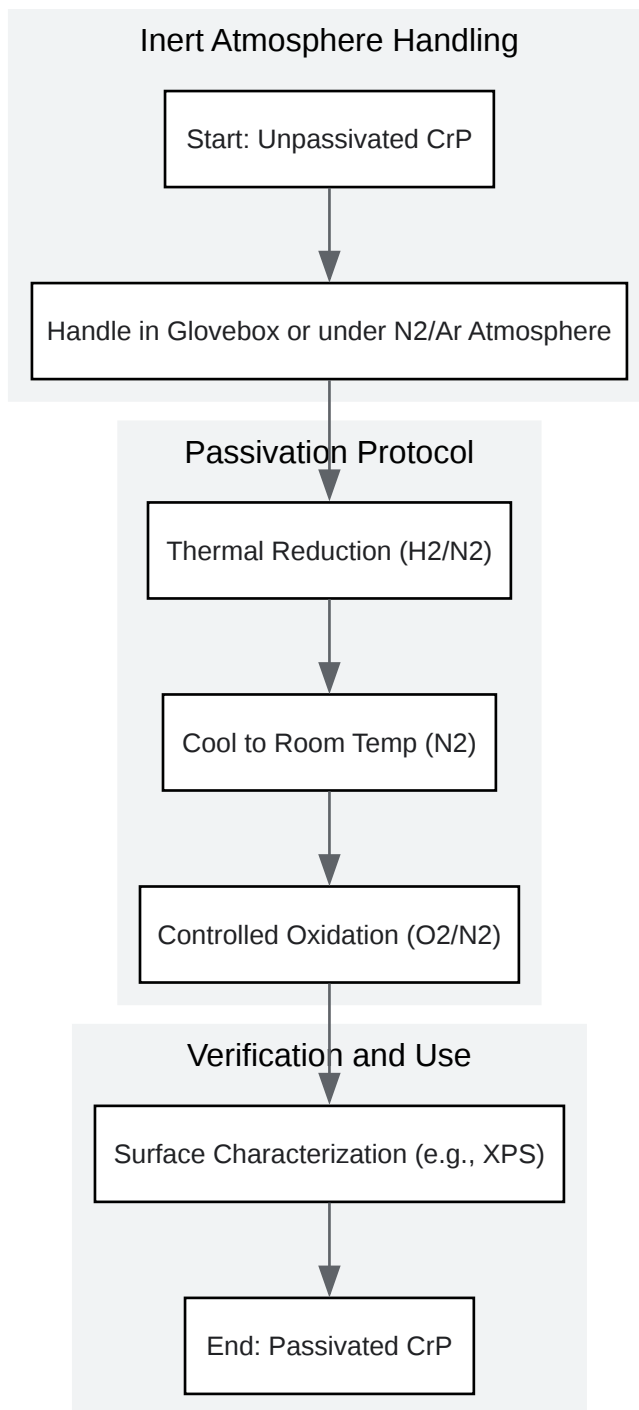 Inert Atmosphere Handling
Start: Unpassivated CrP
Handle in Glovebox or under N2/Ar Atmosphere
Passivation Protocol
Thermal Reduction (H2/N2)
Cool to Room Temp (N2)
Controlled Oxidation (O2/N2)
Verification and Use
Surface Characterization (e.g., XPS)
End: Passivated CrP